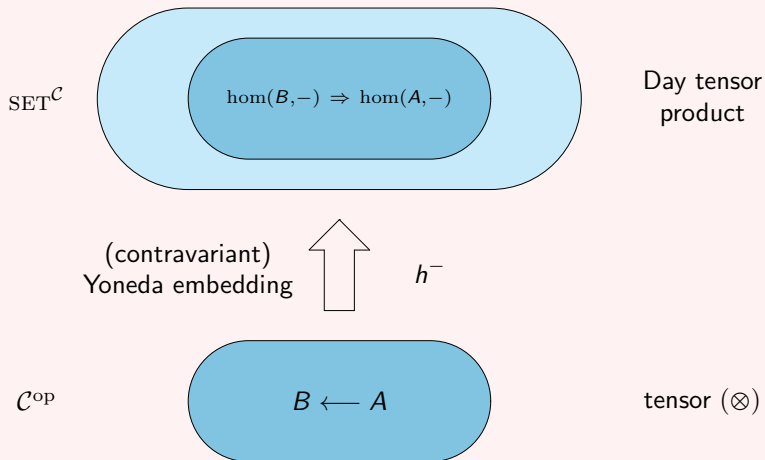 SET^C
hom(B,−) ⇒ hom(A,−)
Day tensor
product
(contravariant)
Yoneda embedding
h⁻
C^op
B ⟵ A
tensor (⊗)